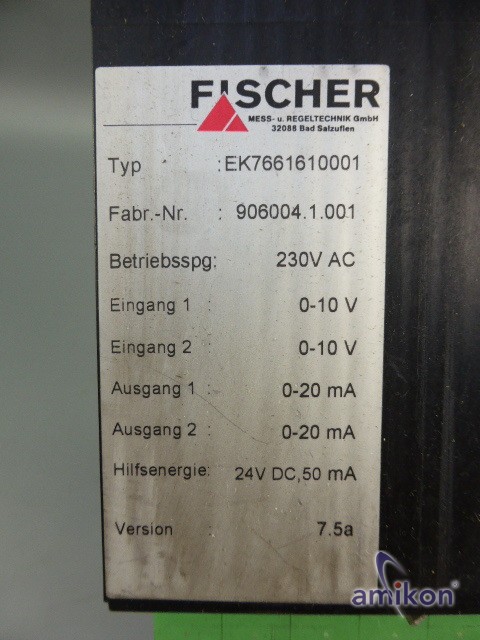 FISCHER
MESS- u. REGELTECHNIK GmbH
32086 Bad Salzuflen
Typ : EK7661610001
Fabr.-Nr. : 906004.1.001
Betriebsspg: 230V AC
Eingang 1 : 0-10 V
Eingang 2 : 0-10 V
Ausgang 1 : 0-20 mA
Ausgang 2 : 0-20 mA
Hilfsenergie: 24V DC,50 mA
Version : 7.5a
amikon